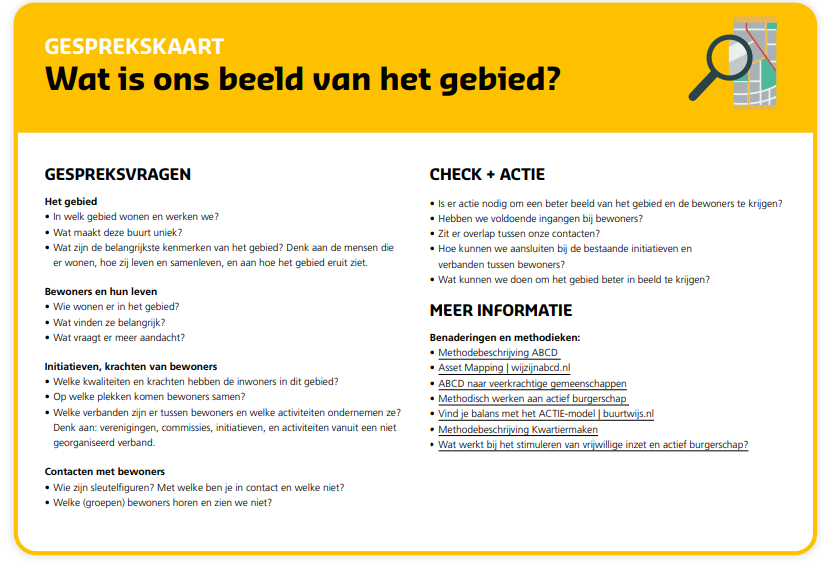 GESPREKSKAART
Wat is ons beeld van het gebied?
GESPREKSVRAGEN
Het gebied
• In welk gebied wonen en werken we?
• Wat maakt deze buurt uniek?
• Wat zijn de belangrijkste kenmerken van het gebied? Denk aan de mensen die
er wonen, hoe zij leven en samenleven, en aan hoe het gebied eruit ziet.
Bewoners en hun leven
• Wie wonen er in het gebied?
• Wat vinden ze belangrijk?
• Wat vraagt er meer aandacht?
Initiatieven, krachten van bewoners
• Welke kwaliteiten en krachten hebben de inwoners in dit gebied?
• Op welke plekken komen bewoners samen?
• Welke verbanden zijn er tussen bewoners en welke activiteiten ondernemen ze?
Denk aan: verenigingen, commissies, initiatieven, en activiteiten vanuit een niet
georganiseerd verband.
Contacten met bewoners
• Wie zijn sleutelfiguren? Met welke ben je in contact en welke niet?
• Welke (groepen) bewoners horen en zien we niet?
CHECK + ACTIE
• Is er actie nodig om een beter beeld van het gebied en de bewoners te krijgen?
• Hebben we voldoende ingangen bij bewoners?
• Zit er overlap tussen onze contacten?
• Hoe kunnen we aansluiten bij de bestaande initiatieven en
verbanden tussen bewoners?
• Wat kunnen we doen om het gebied beter in beeld te krijgen?
MEER INFORMATIE
Benaderingen en methodieken:
• Methodebeschrijving ABCD
• Asset Mapping | wijzijnabcd.nl
• ABCD naar veerkrachtige gemeenschappen
• Methodisch werken aan actief burgerschap
• Vind je balans met het ACTIE-model | buurtwijs.nl
• Methodebeschrijving Kwartiermaken
• Wat werkt bij het stimuleren van vrijwillige inzet en actief burgerschap?